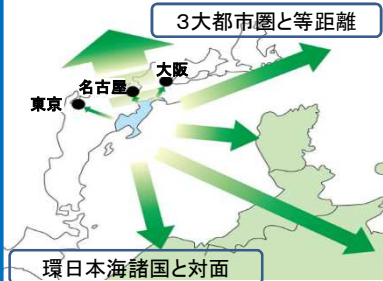 ３大都市圏と等距離
大阪
名古屋
東京
環日本海諸国と対面